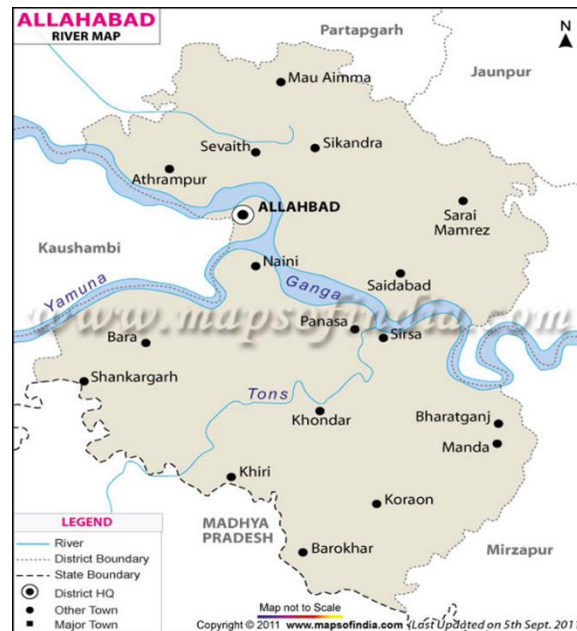 ALLAHABAD
RIVER MAP
Partapgarh
N
Jaunpur
Mau Aimma
Sevaith
Sikandra
Athrampur
ALLAHBAD
Sarai
Mamrez
Kaushambi
Naini
Ganga
Saidabad
Yamuna
www.mapsofindia.com
Panasa
Sirsa
Bara
Shankargarh
Tons
Khondar
Bharatganj
Manda
Khiri
Koraon
MADHYA
PRADESH
Barokhar
Mirzapur
LEGEND
River
District Boundary
State Boundary
District HQ
Other Town
Major Town
Map not to Scale
Copyright © 2011 www.mapsofindia.com
(Last Updated on 5th Sept. 2011